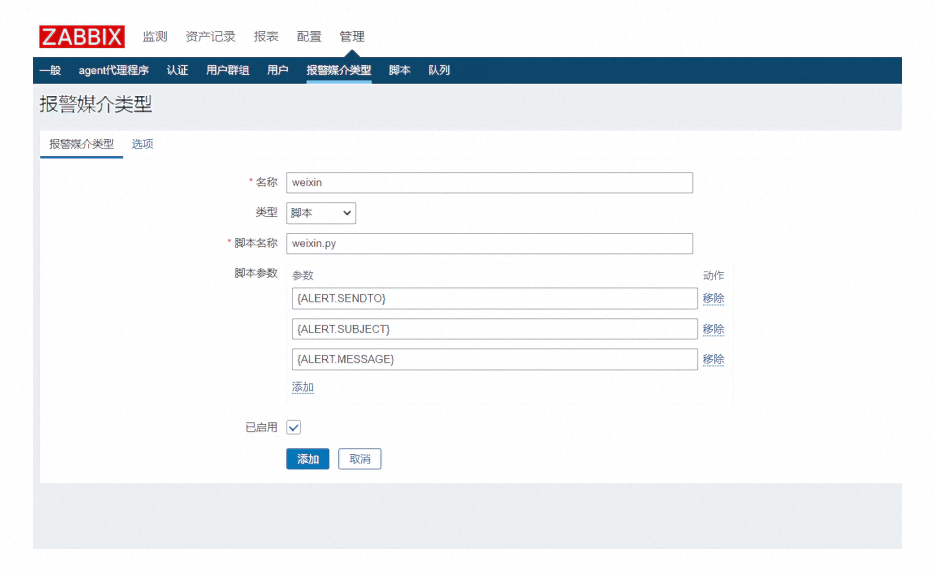 ZABBIX 监测 资产记录 报表 配置 管理
一般 agent代理程序 认证 用户群组 用户 报警媒介类型 脚本 队列
报警媒介类型
报警媒介类型 选项
* 名称 weixin
类型 脚本
* 脚本名称 weixin.py
脚本参数 参数 动作
{ALERT.SENDTO} 移除
{ALERT.SUBJECT} 移除
{ALERT.MESSAGE} 移除
添加
已启用
添加 取消